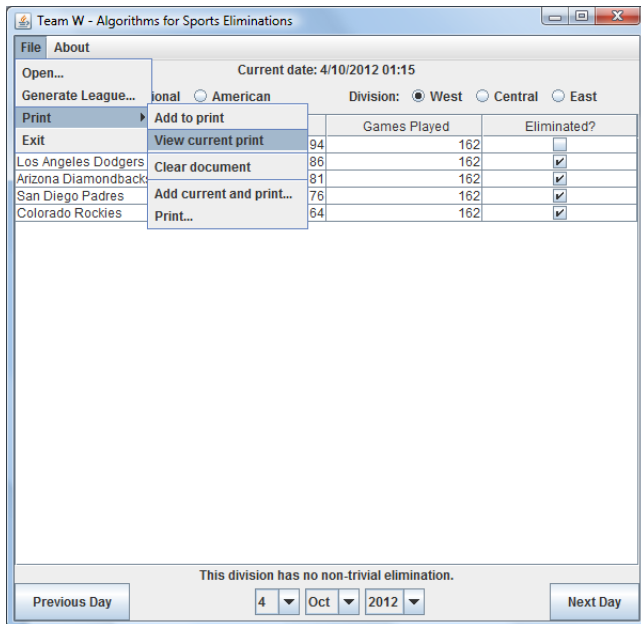 Team W - Algorithms for Sports Eliminations
File About
Open... Current date: 4/10/2012 01:15
Generate League... ional American Division: West Central East
Print Add to print Games Played Eliminated?
Exit View current print 94 162
Los Angeles Dodgers Clear document 86 162
Arizona Diamondbacks 81 162
San Diego Padres Add current and print... 76 162
Colorado Rockies Print... 64 162
This division has no non-trivial elimination.
Previous Day 4 Oct 2012 Next Day